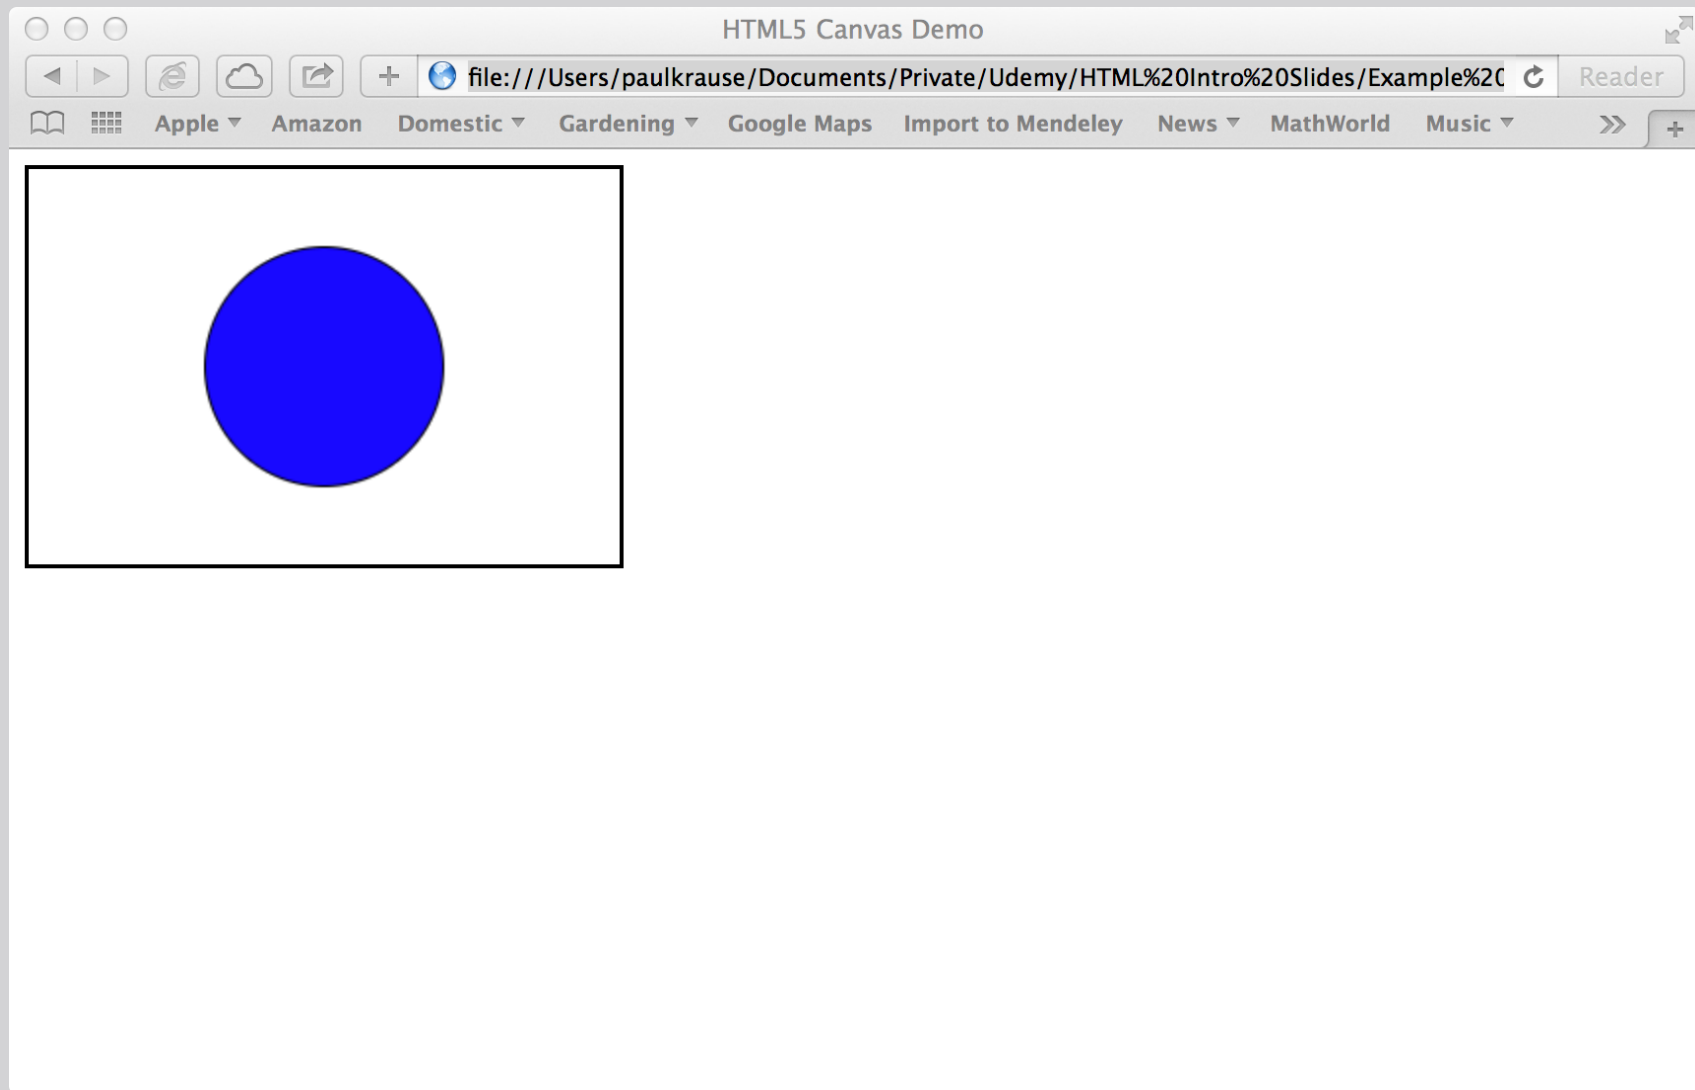 HTML5 Canvas Demo
file:///Users/paulkrause/Documents/Private/Udemy/HTML%20Intro%20Slides/Example%20 Reader
Apple Amazon Domestic Gardening Google Maps Import to Mendeley News MathWorld Music